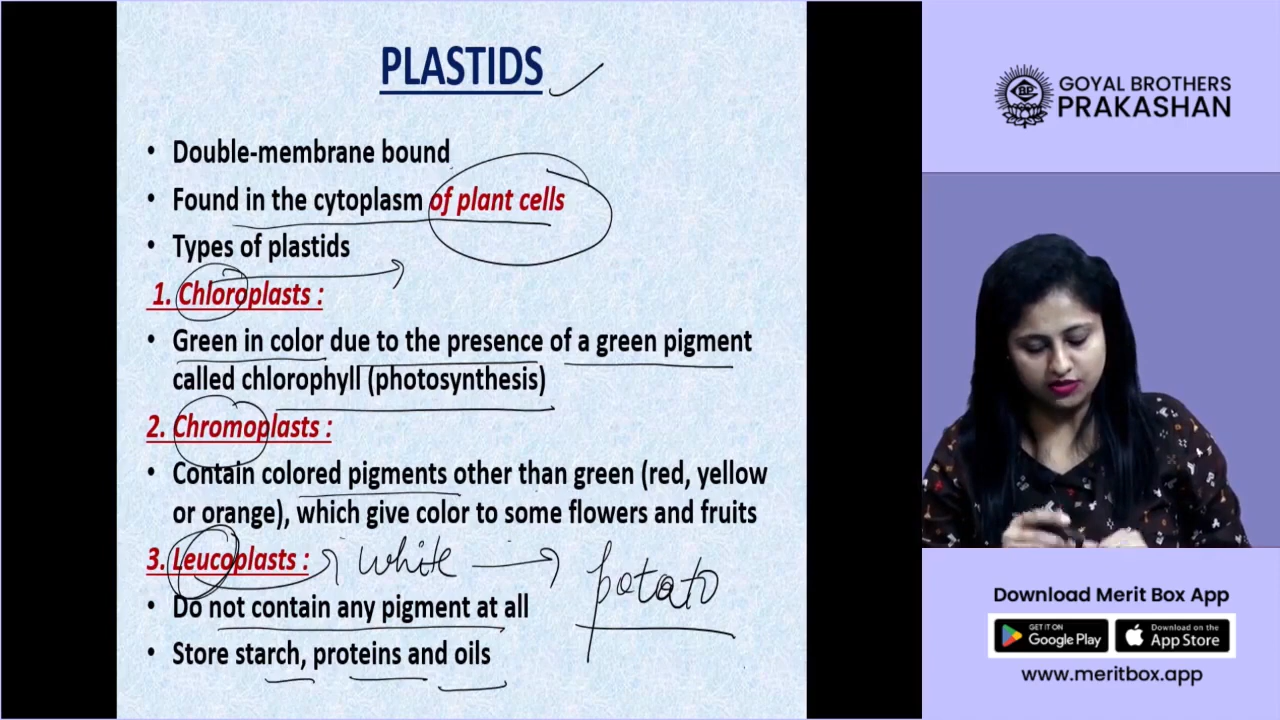 PLASTIDS
• Double-membrane bound
• Found in the cytoplasm of plant cells
• Types of plastids
1. Chloroplasts :
• Green in color due to the presence of a green pigment
called chlorophyll (photosynthesis)
2. Chromoplasts :
• Contain colored pigments other than green (red, yellow
or orange), which give color to some flowers and fruits
3. Leucoplasts : white potato
• Do not contain any pigment at all
• Store starch, proteins and oils
GBP
GOYAL BROTHERS
PRAKASHAN
Download Merit Box App
GET IT ON
Google Play
Download on the
App Store
www.meritbox.app